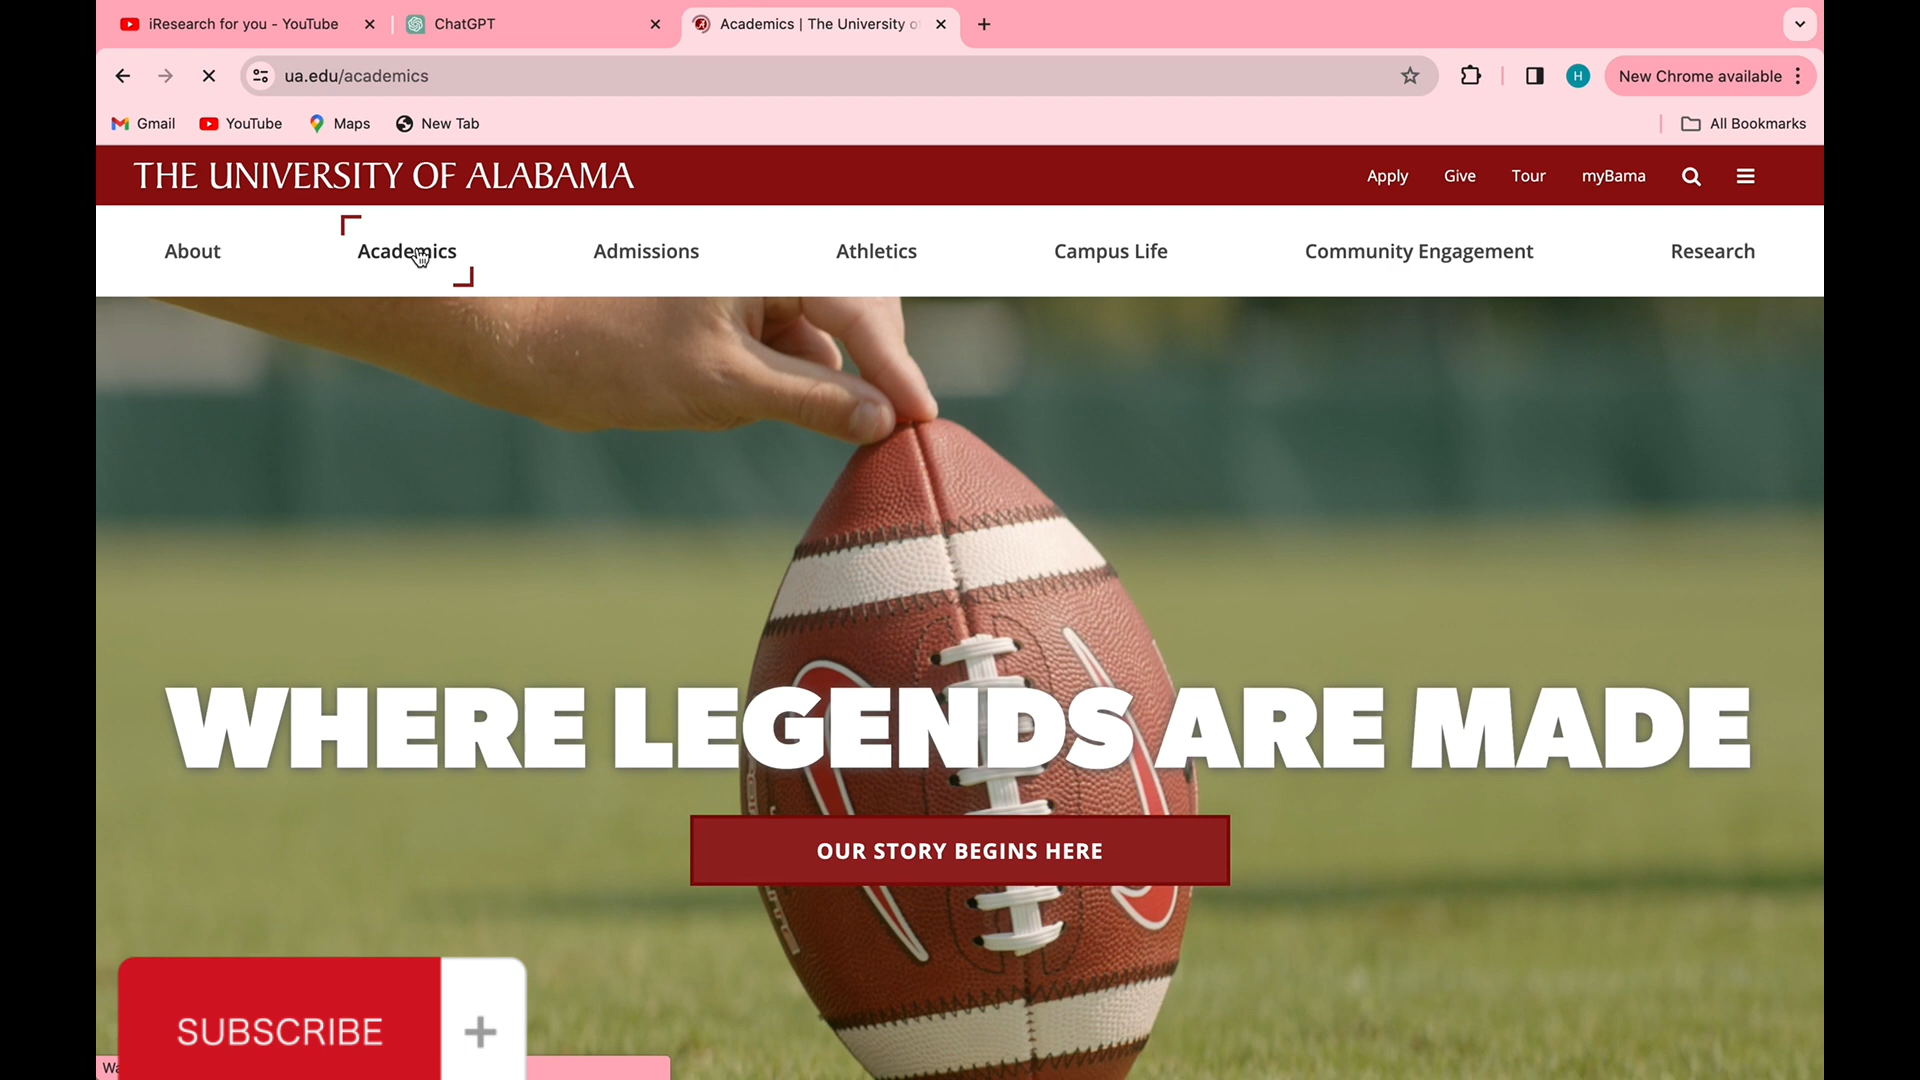 iResearch for you - YouTube
ChatGPT
Academics | The University o
ua.edu/academics
H
New Chrome available
Gmail
YouTube
Maps
New Tab
All Bookmarks
THE UNIVERSITY OF ALABAMA
Apply
Give
Tour
myBama
About
Academics
Admissions
Athletics
Campus Life
Community Engagement
Research
WHERE LEGENDS ARE MADE
OUR STORY BEGINS HERE
SUBSCRIBE +